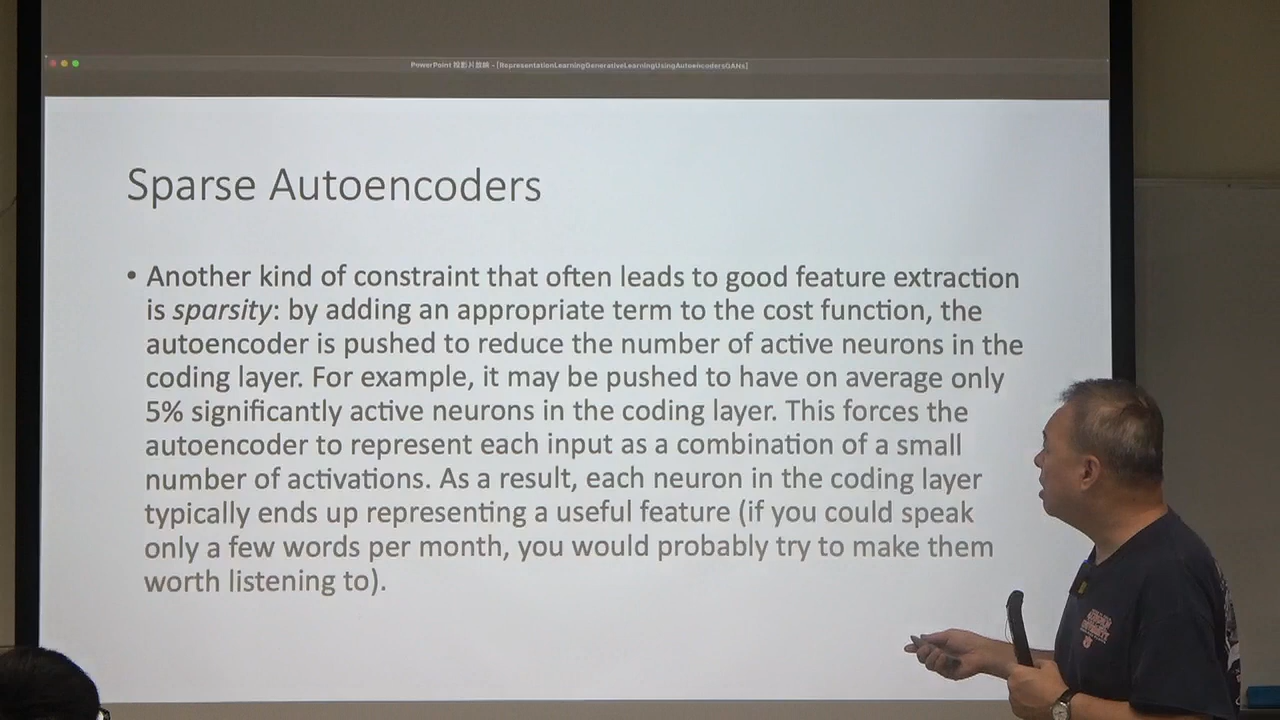 PowerPoint 投影片放映 - [RepresentationLearningGenerativeLearningUsingAutoencodersGANs]
Sparse Autoencoders
• Another kind of constraint that often leads to good feature extraction
is sparsity: by adding an appropriate term to the cost function, the
autoencoder is pushed to reduce the number of active neurons in the
coding layer. For example, it may be pushed to have on average only
5% significantly active neurons in the coding layer. This forces the
autoencoder to represent each input as a combination of a small
number of activations. As a result, each neuron in the coding layer
typically ends up representing a useful feature (if you could speak
only a few words per month, you would probably try to make them
worth listening to).